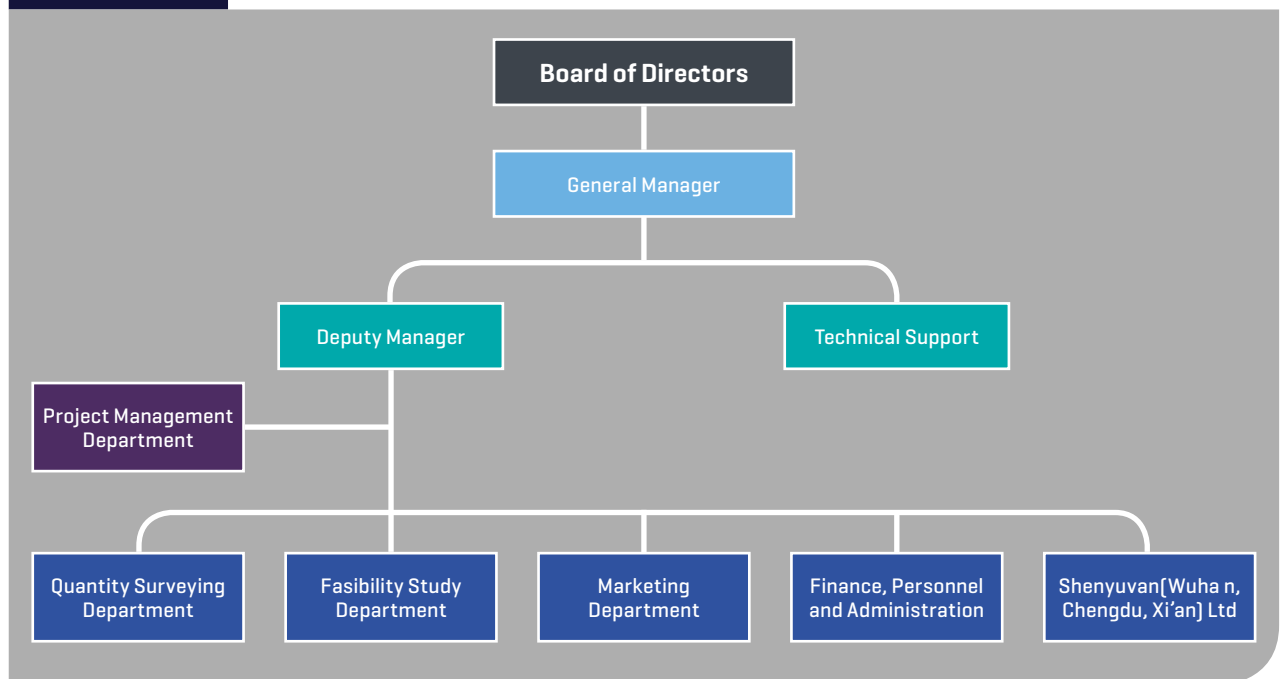 Board of Directors
General Manager
Deputy Manager
Technical Support
Project Management
Department
Quantity Surveying
Department
Fasibility Study
Department
Marketing
Department
Finance, Personnel
and Administration
Shenyuvan(Wuha n,
Chengdu, Xi’an) Ltd